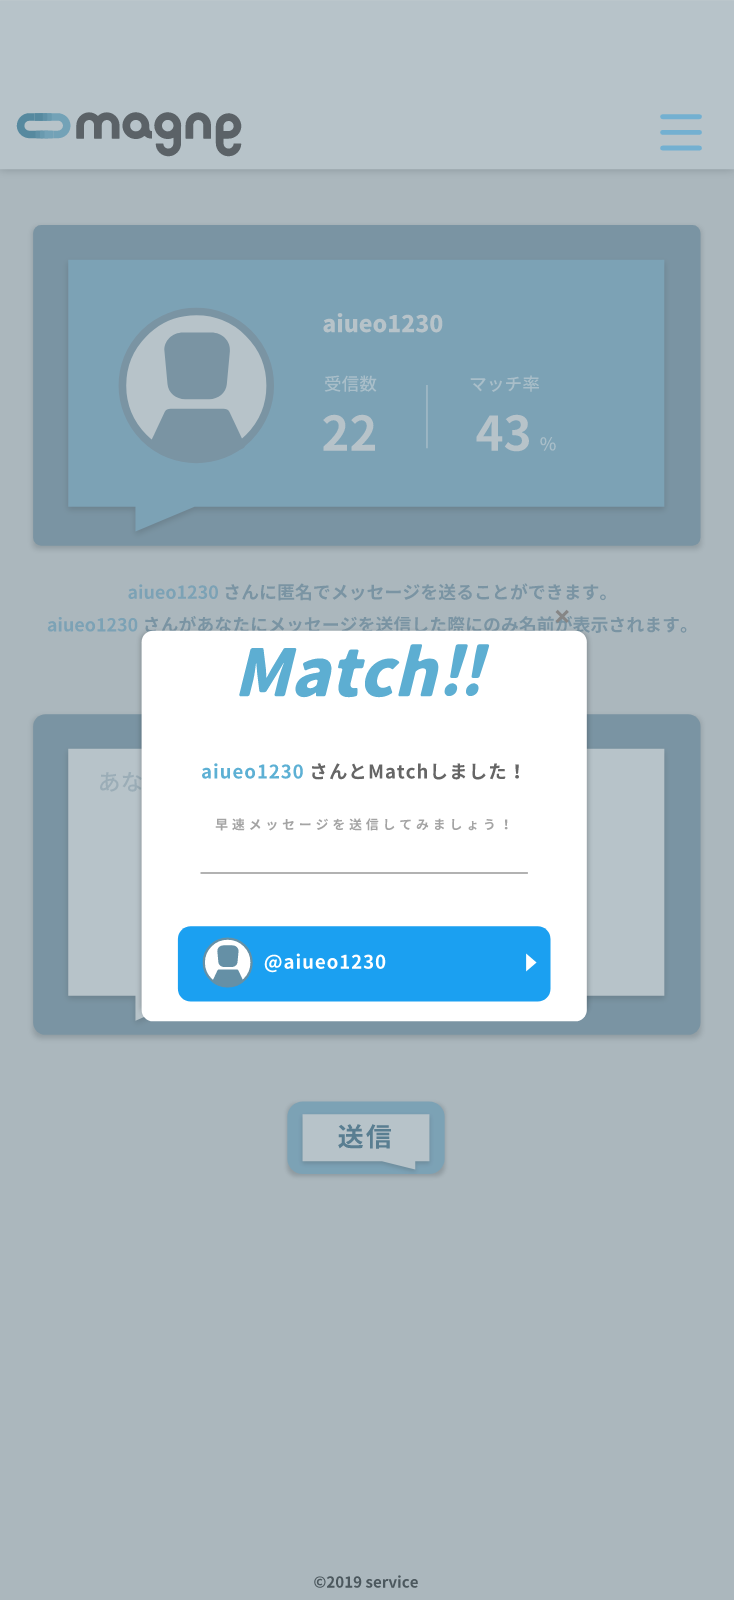 magne
aiueo1230
受信数
マッチ率
22
43 %
aiueo1230 さんに匿名でメッセージを送ることができます。
aiueo1230 さんがあなたにメッセージを送信した際にのみ名前が表示されます。
×
Match!!
あな
aiueo1230 さんとMatchしました！
早速メッセージを送信してみましょう！
@aiueo1230
送信
©2019 service